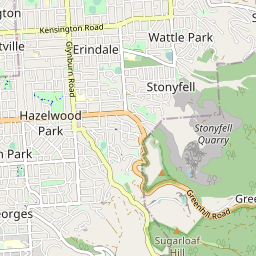 ngton
Kensington Road
Wattle Park
tville
Erindale
Glynburn Road
Stonyfell
Hazelwood
Park
Stonyfell
Quarry
n Park
Greenhill Road
Gree
eorges
Sugarloaf
Hill